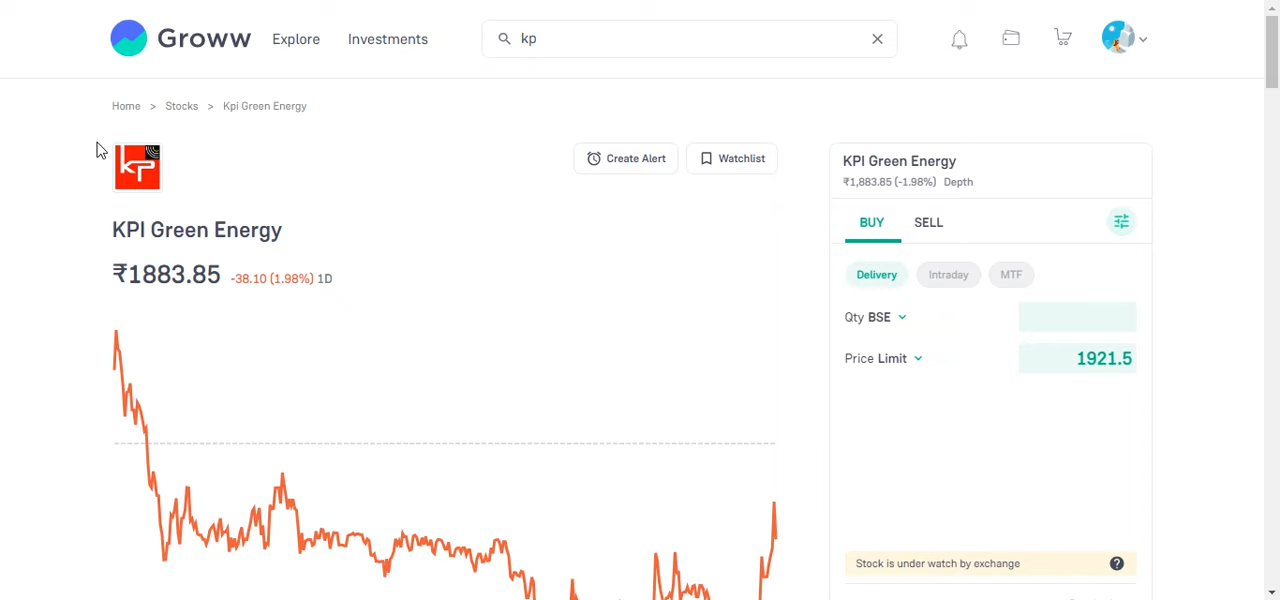 Groww Explore Investments kp
Home > Stocks > Kpi Green Energy
KP
Create Alert Watchlist
KPI Green Energy
₹1883.85 -38.10 (1.98%) 1D
KPI Green Energy
₹1,883.85 (-1.98%) Depth
BUY SELL
Delivery Intraday MTF
Qty BSE
Price Limit 1921.5
Stock is under watch by exchange ?